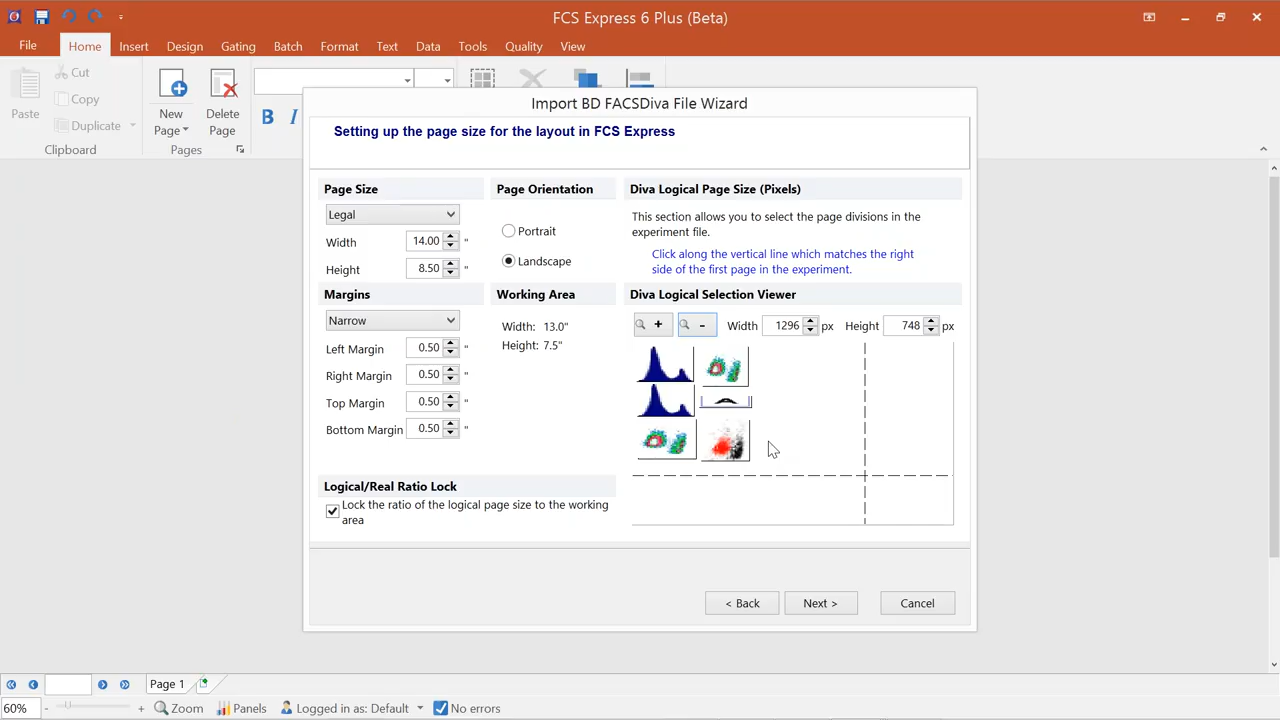 FCS Express 6 Plus (Beta)
File Home Insert Design Gating Batch Format Text Data Tools Quality View
Paste
Cut
Copy
Duplicate
Clipboard
New Page
Delete Page
Pages
B I
Import BD FACSDiva File Wizard
Setting up the page size for the layout in FCS Express
Page Size
Legal
Width 14.00 "
Height 8.50 "
Page Orientation
Portrait
Landscape
Diva Logical Page Size (Pixels)
This section allows you to select the page divisions in the
experiment file.
Click along the vertical line which matches the right
side of the first page in the experiment.
Margins
Narrow
Left Margin 0.50 "
Right Margin 0.50 "
Top Margin 0.50 "
Bottom Margin 0.50 "
Working Area
Width: 13.0"
Height: 7.5"
Diva Logical Selection Viewer
+ - Width 1296 px Height 748 px
Logical/Real Ratio Lock
Lock the ratio of the logical page size to the working
area
< Back Next > Cancel
Page 1
60% - + Zoom Panels Logged in as: Default No errors